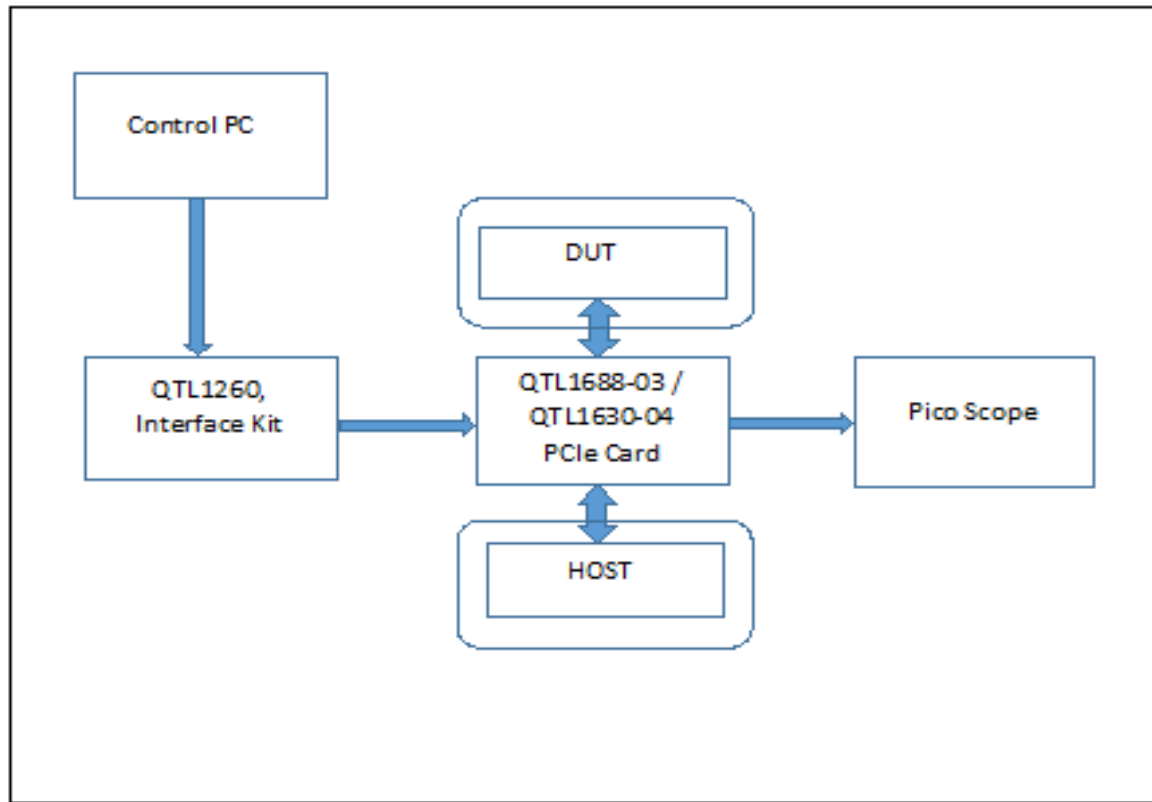 Control PC
DUT
QTL1260,
Interface Kit
QTL1688-03 /
QTL1630-04
PCIe Card
Pico Scope
HOST